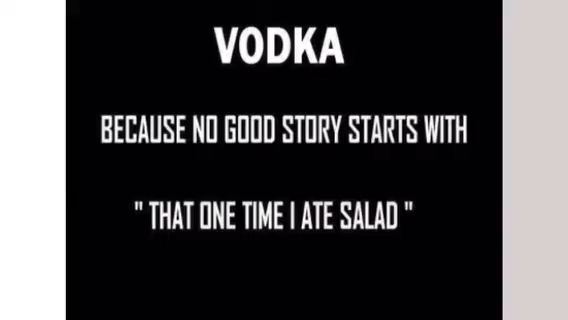 VODKA
BECAUSE NO GOOD STORY STARTS WITH
" THAT ONE TIME I ATE SALAD "